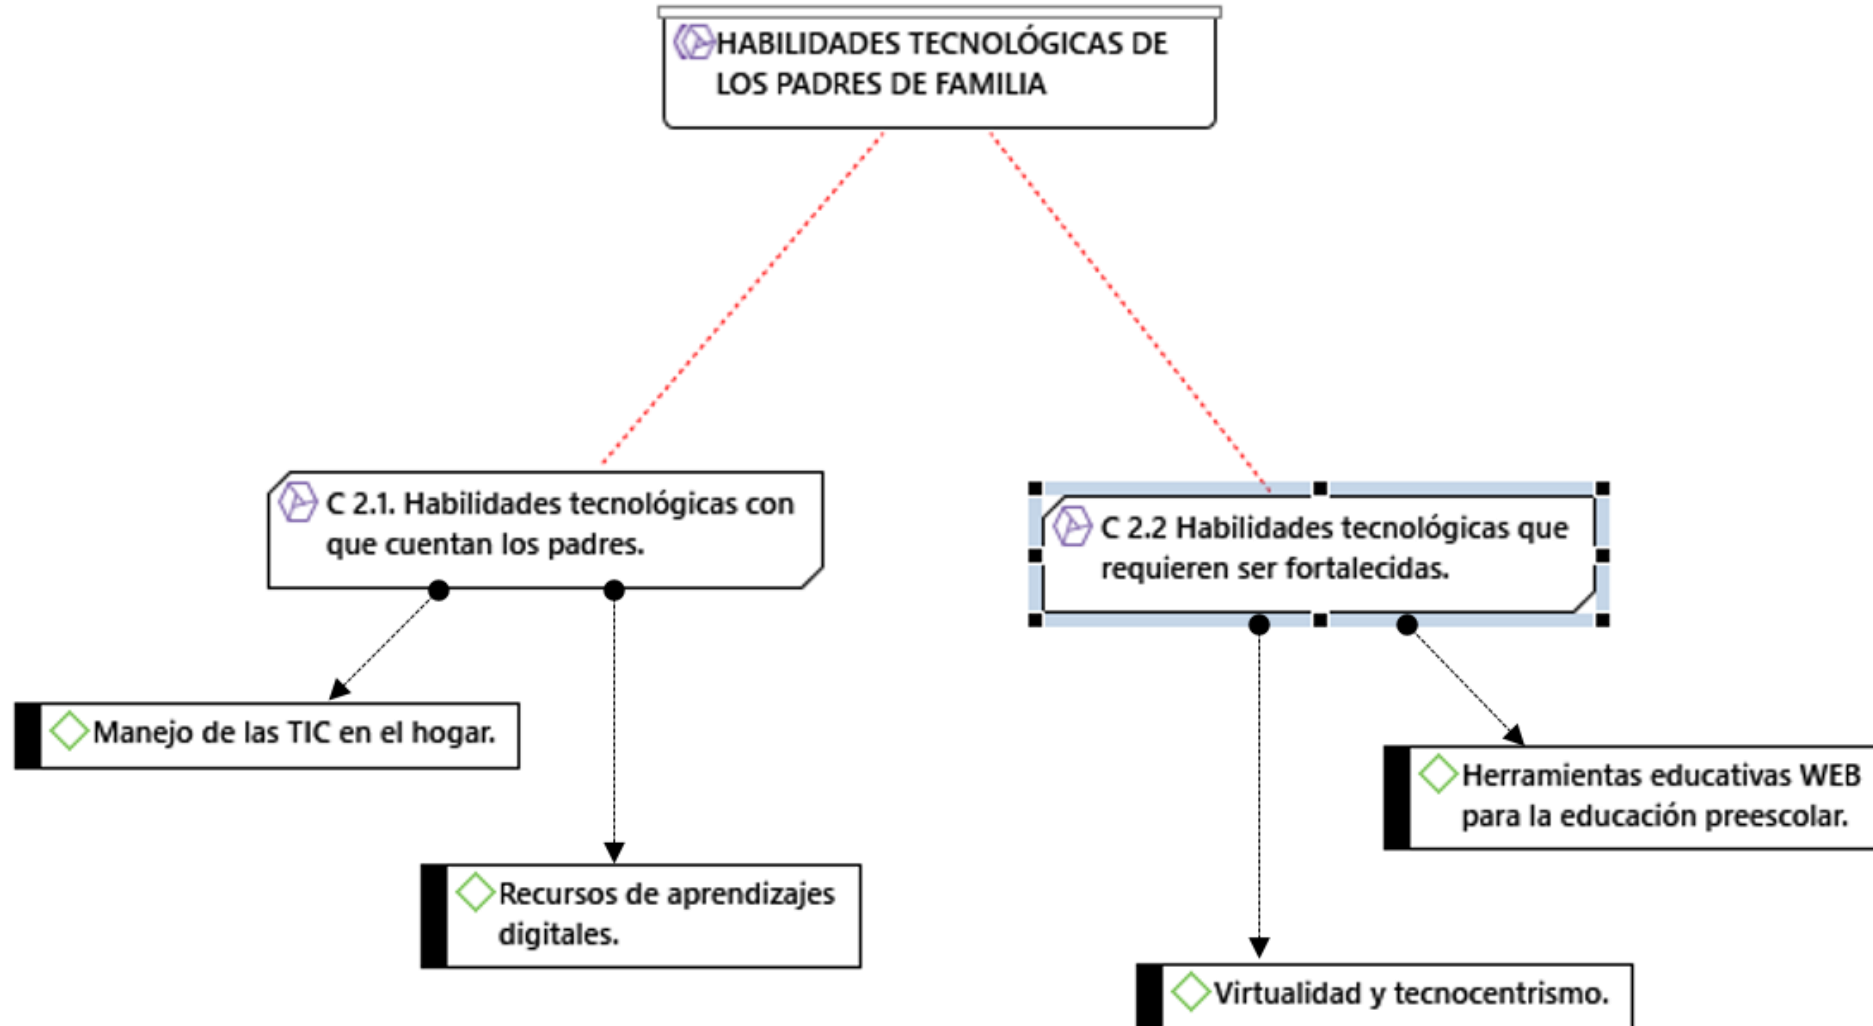 HABILIDADES TECNOLÓGICAS DE
LOS PADRES DE FAMILIA
C 2.1. Habilidades tecnológicas con
que cuentan los padres.
C 2.2 Habilidades tecnológicas que
requieren ser fortalecidas.
Manejo de las TIC en el hogar.
Herramientas educativas WEB
para la educación preescolar.
Recursos de aprendizajes
digitales.
Virtualidad y tecnocentrismo.